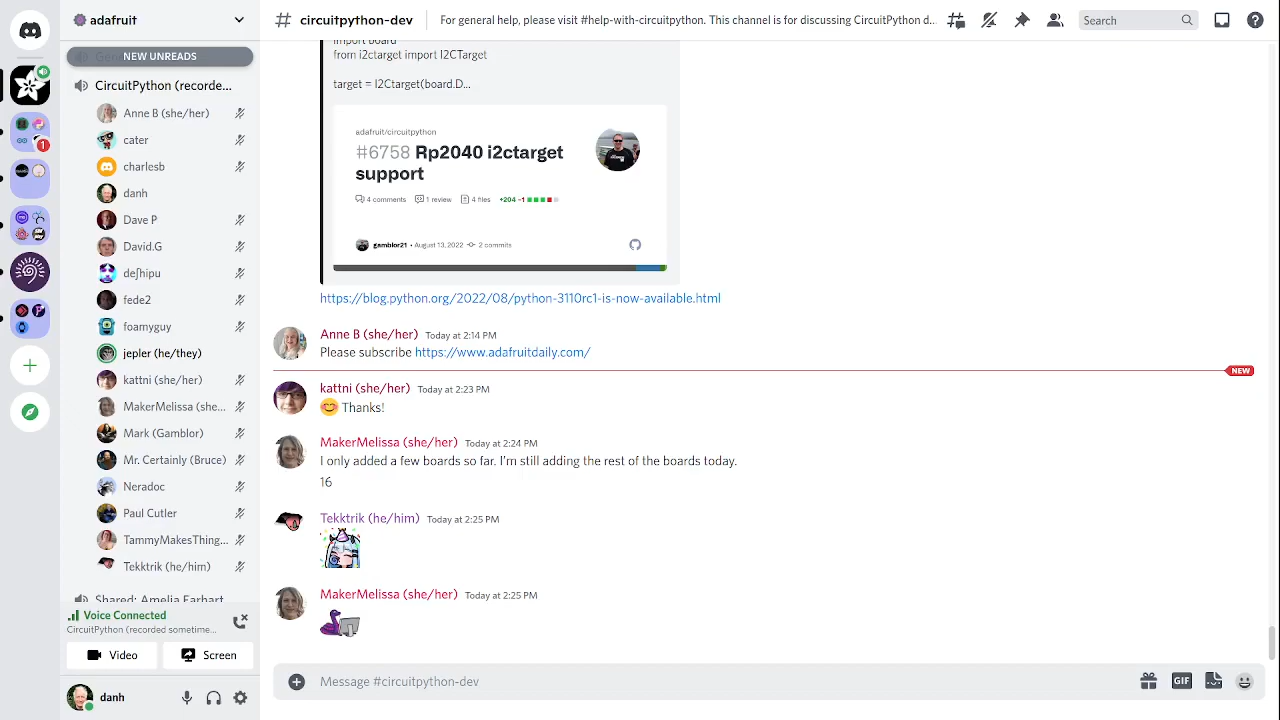 adafruit
NEW UNREADS
CircuitPython (recorde...
Anne B (she/her)
cater
charlesb
danh
Dave P
David.G
deʃhipu
fede2
foamyguy
jepler (he/they)
kattni (she/her)
MakerMelissa (she...
Mark (Gamblor)
Mr. Certainly (Bruce)
Neradoc
Paul Cutler
TammyMakesThing...
Tekktrik (he/him)
Shared: Amelia Earhart
Voice Connected
CircuitPython (recorded sometime...
Video
Screen
danh
1
# circuitpython-dev
For general help, please visit #help-with-circuitpython. This channel is for discussing CircuitPython d...
Search
import board
from i2ctarget import I2CTarget
target = I2Ctarget(board.D...
adafruit/circuitpython
#6758 Rp2040 i2ctarget
support
4 comments 1 review 4 files +204 −1
gamblor21 • August 13, 2022 2 commits
https://blog.python.org/2022/08/python-3110rc1-is-now-available.html
Anne B (she/her) Today at 2:14 PM
Please subscribe https://www.adafruitdaily.com/
NEW
kattni (she/her) Today at 2:23 PM
😊 Thanks!
MakerMelissa (she/her) Today at 2:24 PM
I only added a few boards so far. I'm still adding the rest of the boards today.
16
Tekktrik (he/him) Today at 2:25 PM
MakerMelissa (she/her) Today at 2:25 PM
Message #circuitpython-dev
GIF